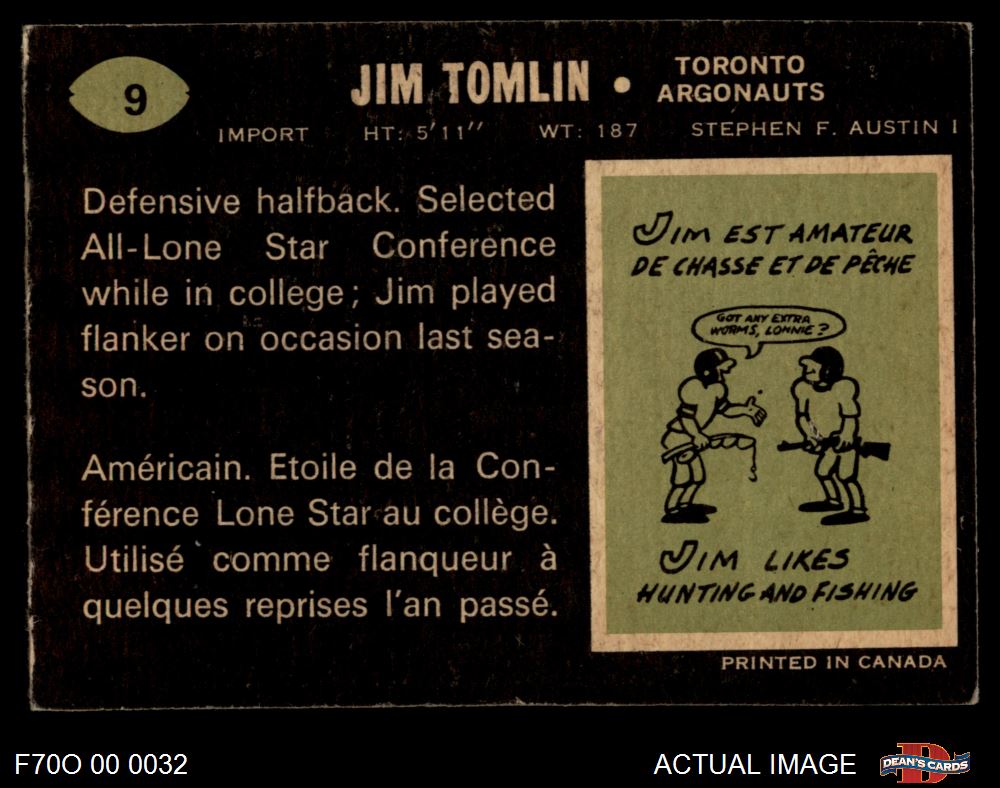 9
JIM TOMLIN • TORONTO ARGONAUTS
IMPORT HT: 5'11" WT: 187 STEPHEN F. AUSTIN
Defensive halfback. Selected
All-Lone Star Conference
while in college; Jim played
flanker on occasion last sea-
son.
Américain. Etoile de la Con-
férence Lone Star au collège.
Utilisé comme flanqueur à
quelques reprises l'an passé.
JIM EST AMATEUR
DE CHASSE ET DE PÊCHE
GOT ANY EXTRA
WORMS, LONNIE?
JIM LIKES
HUNTING AND FISHING
PRINTED IN CANADA
F70O 00 0032
ACTUAL IMAGE
D
DEAN'S CARDS